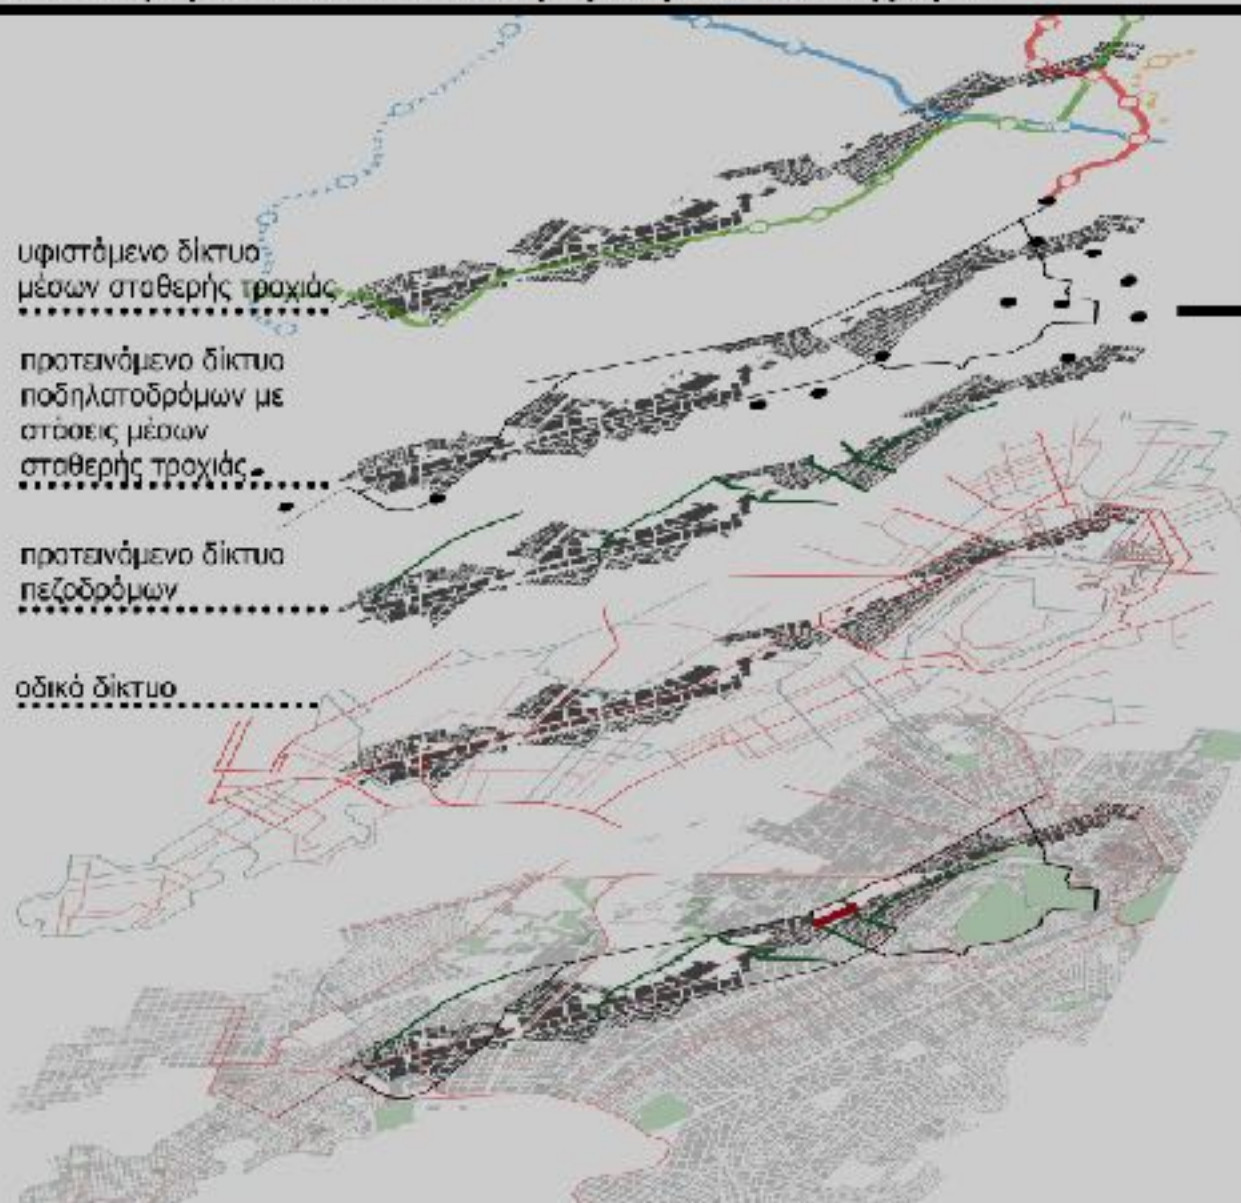 υφιστάμενο δίκτυο
μέσων σταθερής τροχιάς
προτεινόμενο δίκτυο
ποδηλατοδρόμων με
στάσεις μέσων
σταθερής τροχιάς
προτεινόμενο δίκτυο
πεζοδρόμων
οδικό δίκτυο